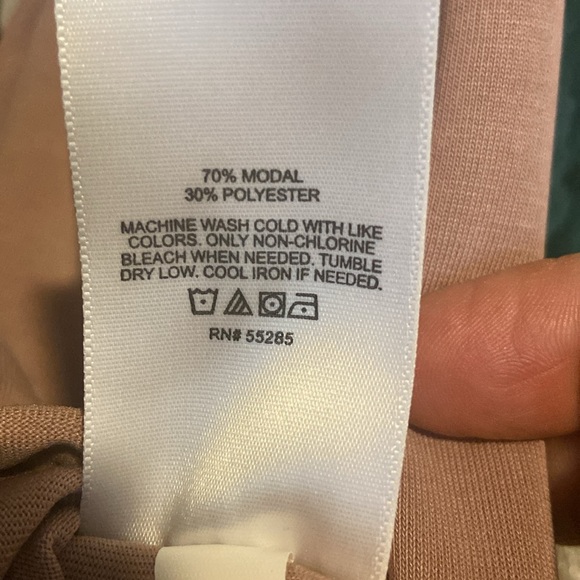 70% MODAL
30% POLYESTER
MACHINE WASH COLD WITH LIKE
COLORS. ONLY NON-CHLORINE
BLEACH WHEN NEEDED. TUMBLE
DRY LOW. COOL IRON IF NEEDED.
RN# 55285